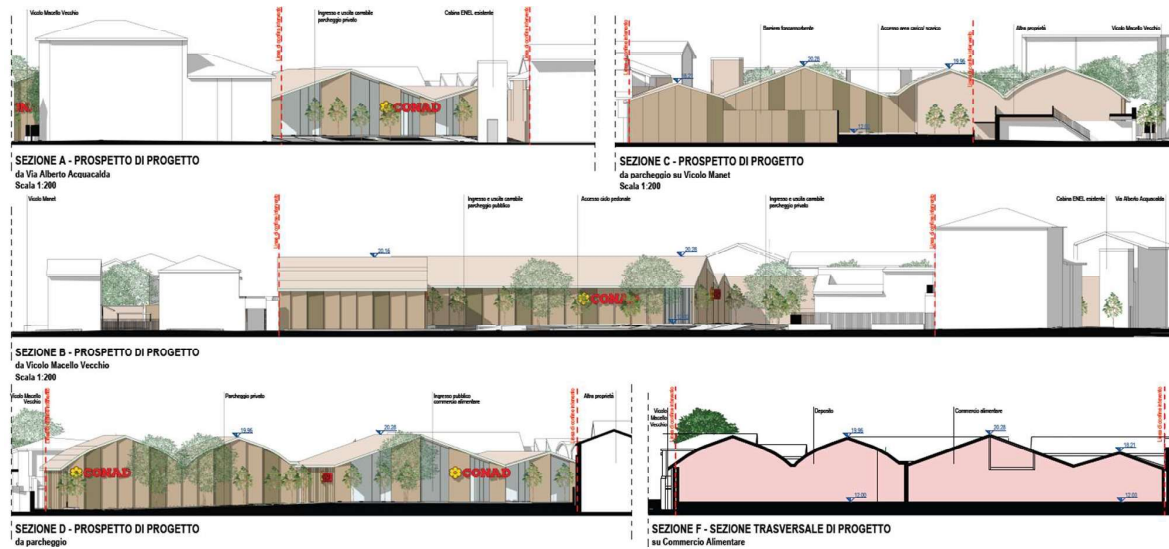 Vicolo Macello Vecchio
Ingresso e uscita carrabile
parcheggio privato
Cabina ENEL esistente
CONAD
SEZIONE A - PROSPETTO DI PROGETTO
da Via Alberto Acquacalda
Scala 1:200
Barriera fonoassorbente
Accesso area carico/ scarico
Altra proprietà
Vicolo Macello Vecchio
20.28
19.96
SEZIONE C - PROSPETTO DI PROGETTO
da parcheggio su Vicolo Manet
Scala 1:200
Vicolo Manet
Ingresso e uscita carrabile
parcheggio pubblico
Accesso ciclo pedonale
Ingresso e uscita carrabile
parcheggio privato
Cabina ENEL esistente
Via Alberto Acquacalda
20.16
20.28
SEZIONE B - PROSPETTO DI PROGETTO
da Vicolo Macello Vecchio
Scala 1:200
Vicolo Macello
Vecchio
Parcheggio privato
Ingresso pubblico
commercio alimentare
Altra proprietà
19.96
20.28
CONAD
CONAD
SEZIONE D - PROSPETTO DI PROGETTO
da parcheggio
Vicolo
Macello
Vecchio
Deposito
Commercio alimentare
19.96
20.28
18.21
12.00
12.00
SEZIONE F - SEZIONE TRASVERSALE DI PROGETTO
su Commercio Alimentare